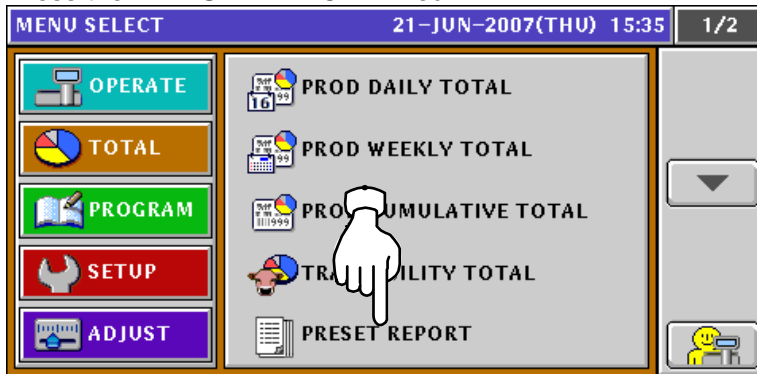 MENU SELECT 21-JUN-2007(THU) 15:35 1/2
OPERATE
TOTAL
PROGRAM
SETUP
ADJUST
PROD DAILY TOTAL
PROD WEEKLY TOTAL
TOTAL
TOTAL
PRESET REPORT